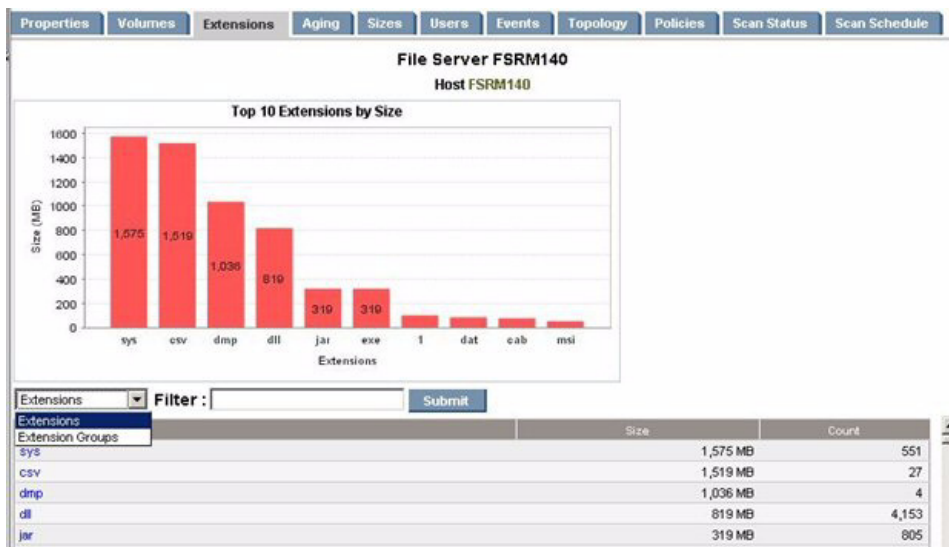 Properties Volumes Extensions Aging Sizes Users Events Topology Policies Scan Status Scan Schedule
File Server FSRM140
Host FSRM140
Top 10 Extensions by Size
1600
1400
1200
1000
800
600
400
200
0
Size (MB)
1,575 1,519 1,036 819 319 319
sys csv dmp dll jar exe 1 dat cab msi
Extensions
Extensions Filter : Submit
Extensions
Extension Groups
Size Count
sys 1,575 MB 551
csv 1,519 MB 27
dmp 1,036 MB 4
dll 819 MB 4,153
jar 319 MB 805